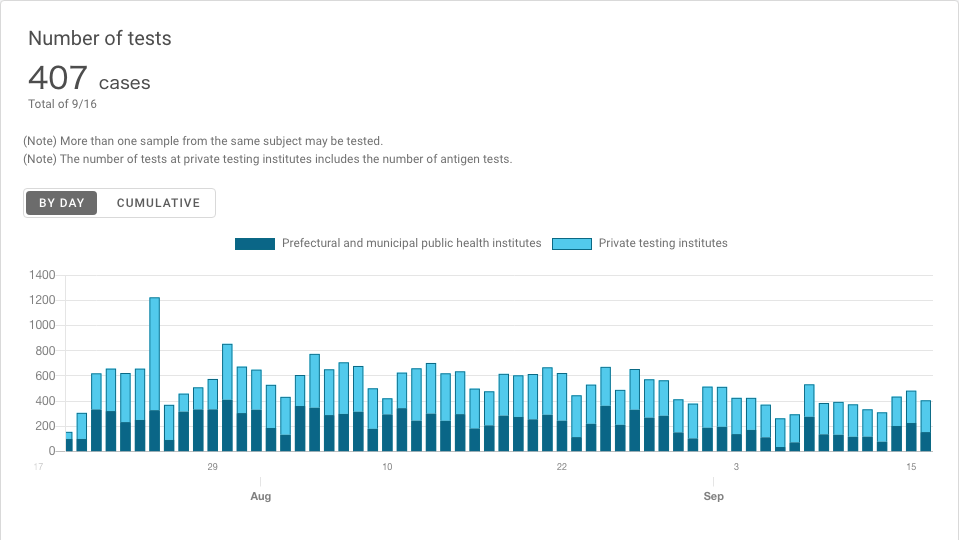 Number of tests
407 cases
Total of 9/16
(Note) More than one sample from the same subject may be tested.
(Note) The number of tests at private testing institutes includes the number of antigen tests.
BY DAY CUMULATIVE
Prefectural and municipal public health institutes Private testing institutes
1400
1200
1000
800
600
400
200
0
17 29 10 22 3 15
Aug Sep